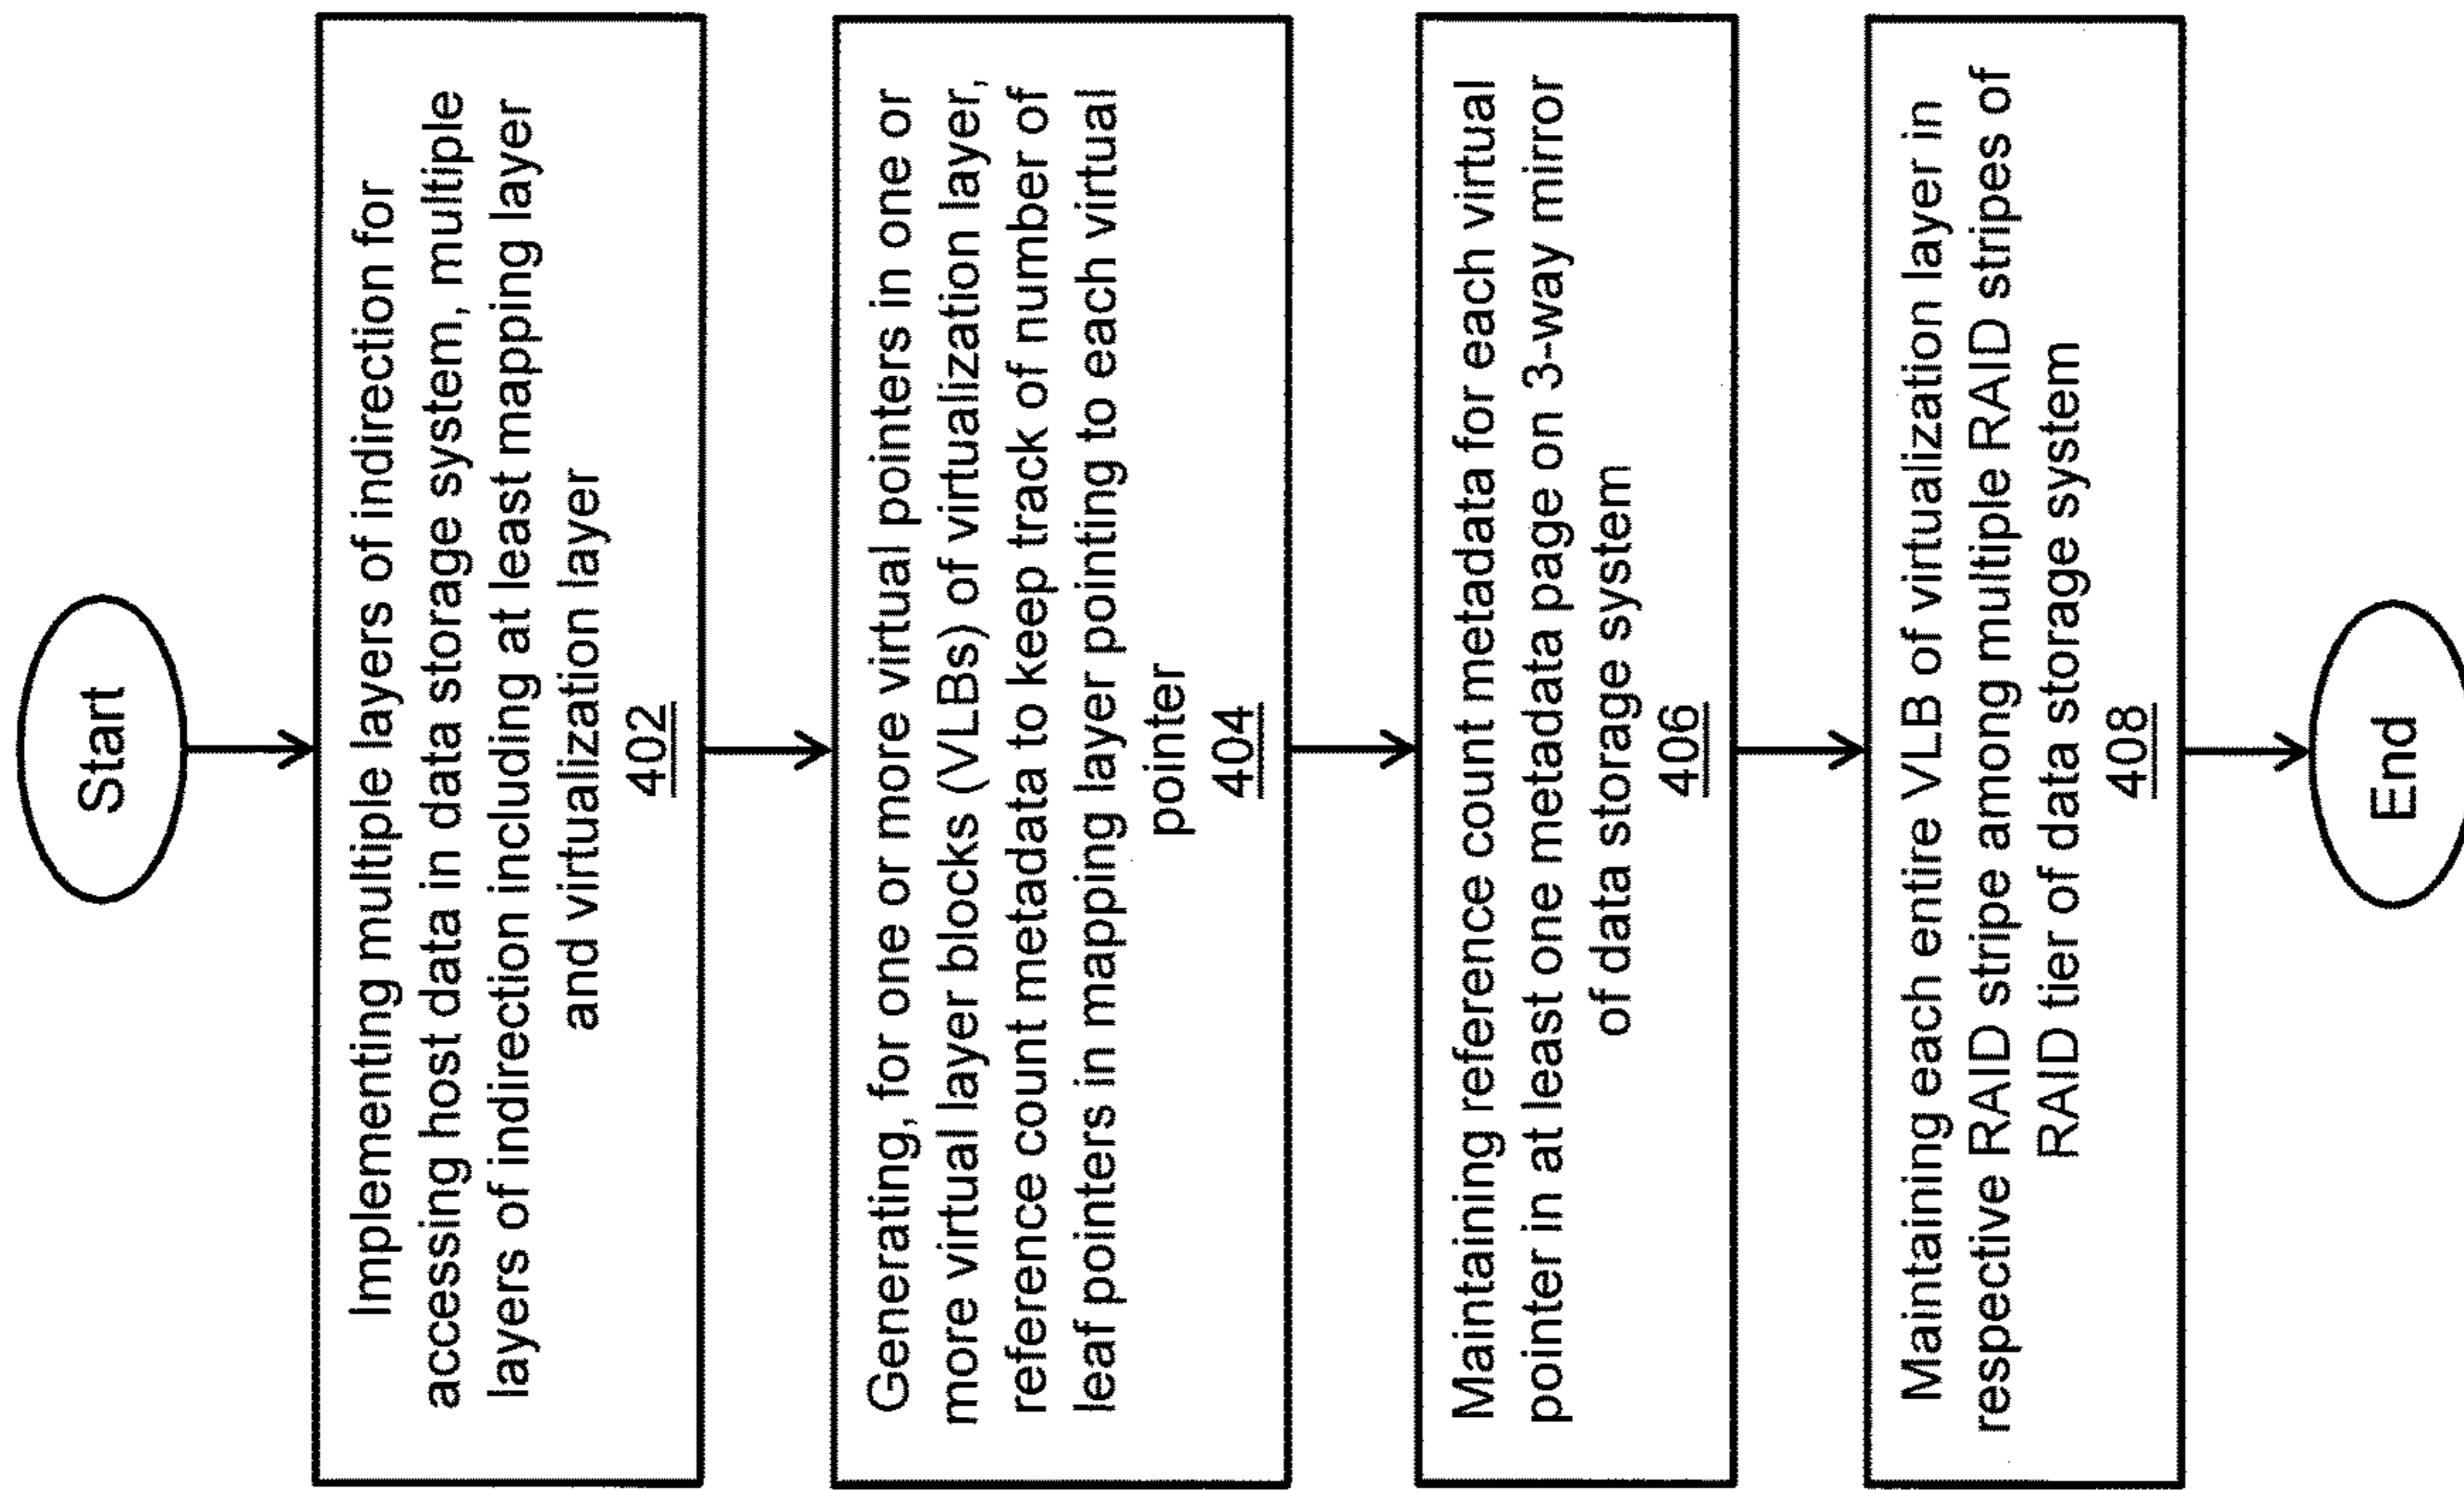 Start
Implementing multiple layers of indirection for
accessing host data in data storage system, multiple
layers of indirection including at least mapping layer
and virtualization layer
402
Generating, for one or more virtual pointers in one or
more virtual layer blocks (VLBs) of virtualization layer,
reference count metadata to keep track of number of
leaf pointers in mapping layer pointing to each virtual
pointer
404
Maintaining reference count metadata for each virtual
pointer in at least one metadata page on 3-way mirror
of data storage system
406
Maintaining each entire VLB of virtualization layer in
respective RAID stripe among multiple RAID stripes of
RAID tier of data storage system
408
End